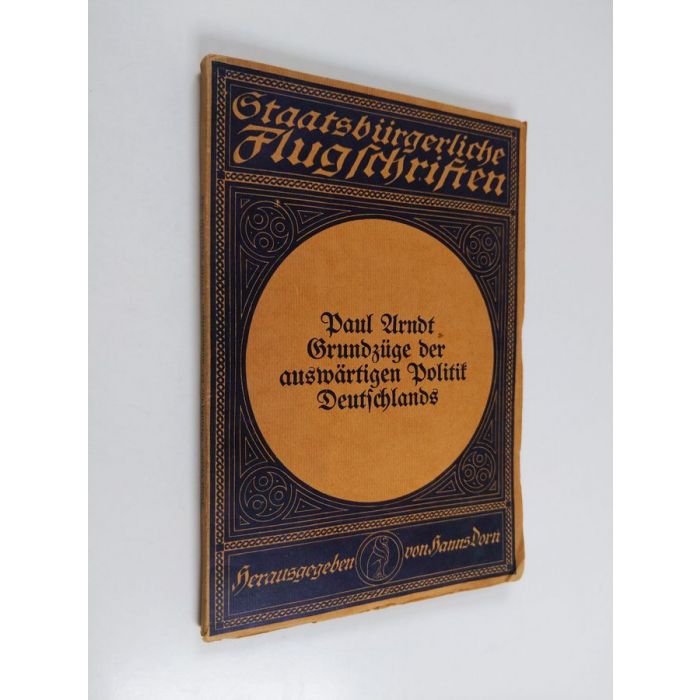 Staatsbürgerliche
Flugschriften
Paul Arndt
Grundzüge der
auswärtigen Politik
Deutschlands
Herausgegeben von Hanns Dorn